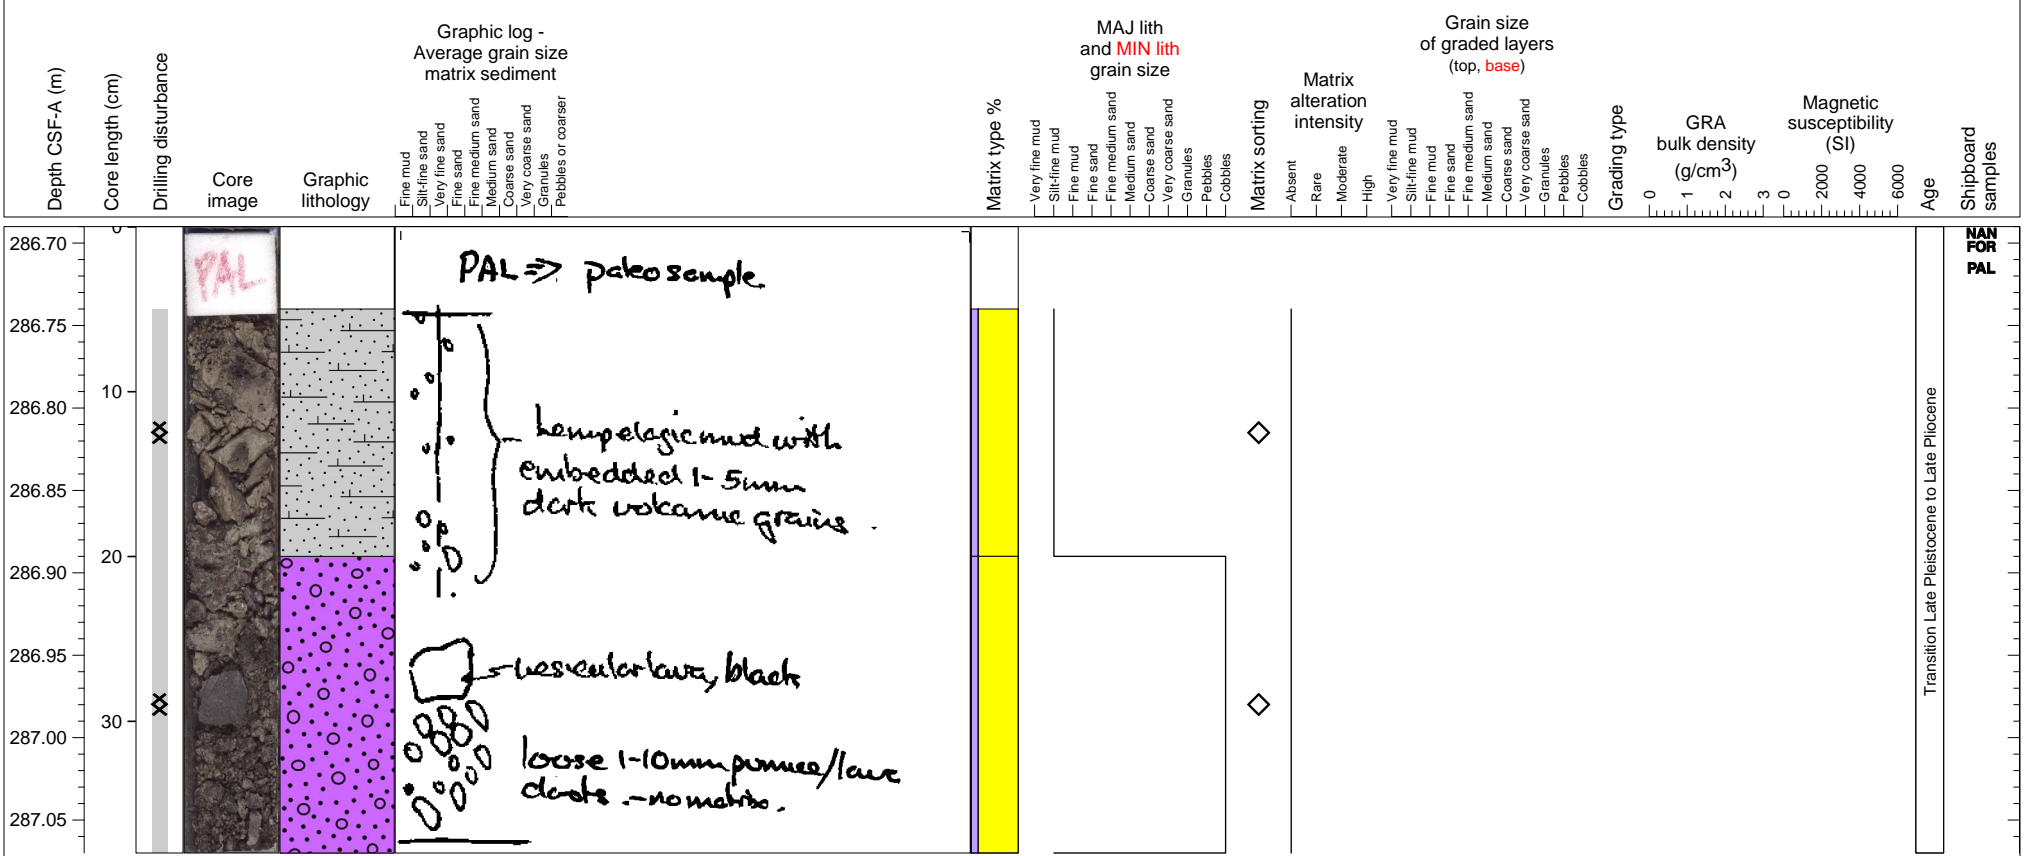 Depth CSF-A (m)
Core length (cm)
Drilling disturbance
Core
image
Graphic
lithology
Graphic log -
Average grain size
matrix sediment
Fine mud
Silt-fine sand
Very fine sand
Fine sand
Fine medium sand
Medium sand
Coarse sand
Very coarse sand
Granules
Pebbles or coarser
Matrix type %
MAJ lith
and MIN lith
grain size
Very fine mud
Silt-fine mud
Fine mud
Fine sand
Fine medium sand
Medium sand
Coarse sand
Very coarse sand
Granules
Pebbles
Cobbles
Matrix sorting
Matrix
alteration
intensity
Absent
Rare
Moderate
High
Grain size
of graded layers
(top, base)
Very fine mud
Silt-fine mud
Fine mud
Fine sand
Fine medium sand
Medium sand
Coarse sand
Very coarse sand
Granules
Pebbles
Cobbles
Grading type
GRA
bulk density
(g/cm3)
0 1 2 3
Magnetic
susceptibility
(SI)
0 2000 4000 6000
Age
Shipboard
samples
286.70
286.75
286.80
286.85
286.90
286.95
287.00
287.05
0
10
20
30
PAL
PAL => paleo sample
hemipelagic mud with
embedded 1-5mm
dark volcanic grains.
vesicular lava, black
loose 1-10mm pumice/lava
clasts - no matrix.
Transition Late Pleistocene to Late Pliocene
NAN
FOR
PAL